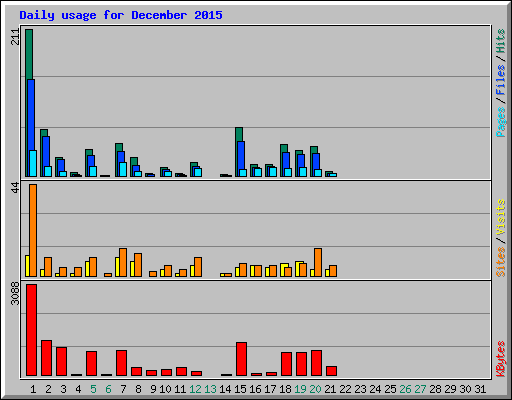 Daily usage for December 2015
211
Pages / Files / Hits
44
Sites / Visits
3088
KBytes
1 2 3 4 5 6 7 8 9 10 11 12 13 14 15 16 17 18 19 20 21 22 23 24 25 26 27 28 29 30 31